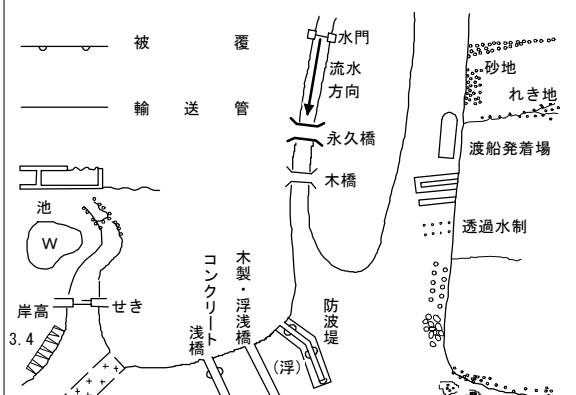 被　覆
輸　送　管
水門
流水
方向
永久橋
木橋
砂地
れき地
渡船発着場
透過水制
池
W
岸高
3.4
せき
コンクリート
浅橋
木製・浮浅橋
防波堤
(浮)